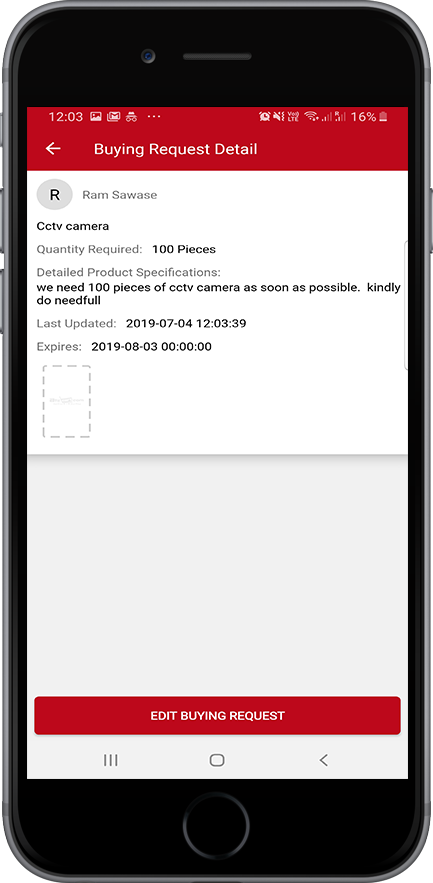 12:03 ... Vo) LTE R 16%
Buying Request Detail
R Ram Sawase
Cctv camera
Quantity Required: 100 Pieces
Detailed Product Specifications:
we need 100 pieces of cctv camera as soon as possible. kindly
do needfull
Last Updated: 2019-07-04 12:03:39
Expires: 2019-08-03 00:00:00
EDIT BUYING REQUEST